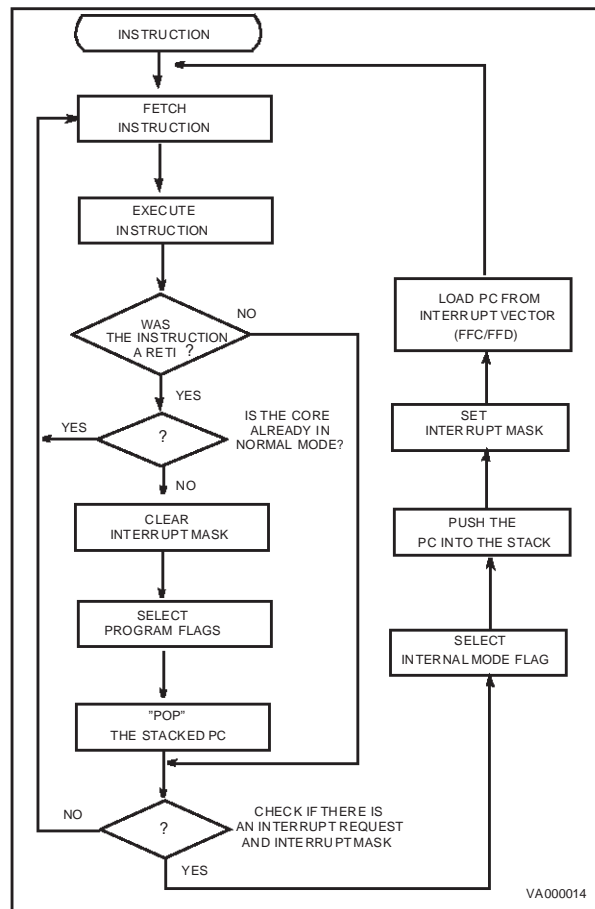 INSTRUCTION
FETCH
INSTRUCTION
EXECUTE
INSTRUCTION
WAS
THE INSTRUCTION
A RETI ?
NO
YES
?
YES
IS THE CORE
ALREADY IN
NORMAL MODE?
NO
CLEAR
INTERRUPT MASK
SELECT
PROGRAM FLAGS
"POP"
THE STACKED PC
?
NO
CHECK IF THERE IS
AN INTERRUPT REQUEST
AND INTERRUPT MASK
YES
SELECT
INTERNAL MODE FLAG
PUSH THE
PC INTO THE STACK
SET
INTERRUPT MASK
LOAD PC FROM
INTERRUPT VECTOR
(FFC/FFD)
VA000014